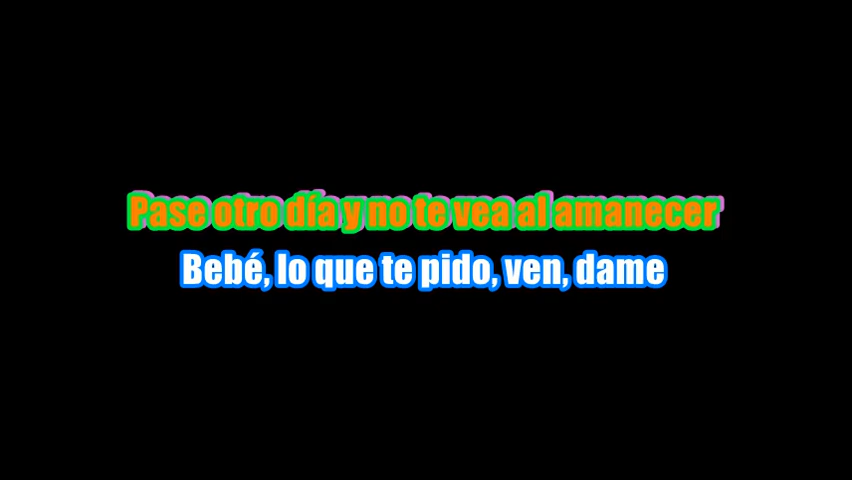 Pase otro día y no te vea al amanecer
Bebé, lo que te pido, ven, dame